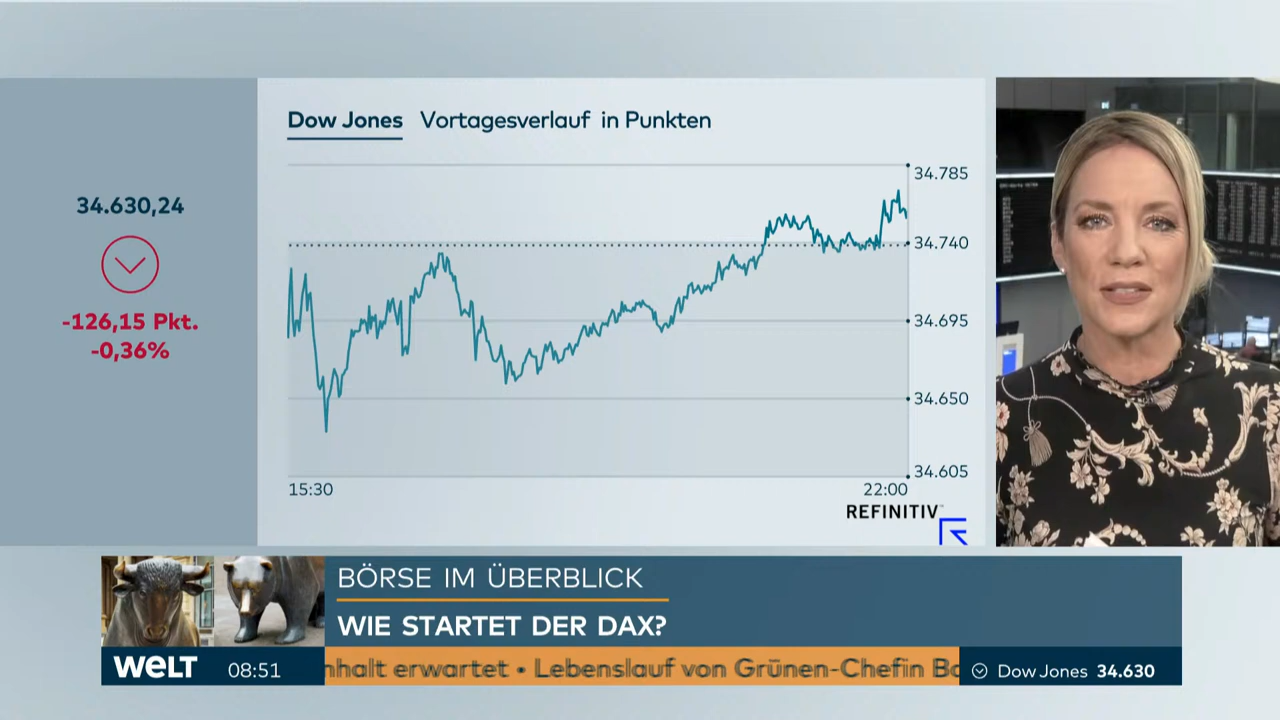 Dow Jones Vortagesverlauf in Punkten
34.630,24
-126,15 Pkt.
-0,36%
34.785
34.740
34.695
34.650
34.605
15:30
22:00
REFINITIV
BÖRSE IM ÜBERBLICK
WIE STARTET DER DAX?
WELT
08:51
nhalt erwartet • Lebenslauf von Grünen-Chefin
Dow Jones 34.630